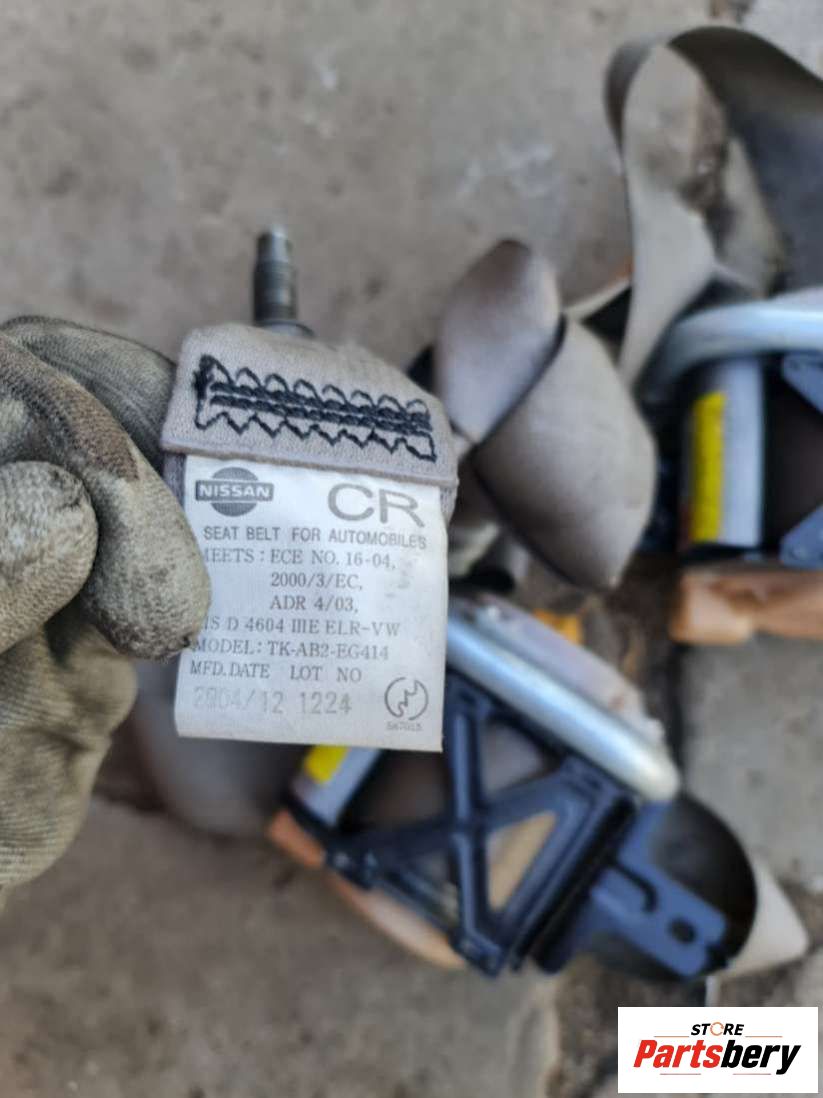 NISSAN
CR
SEAT BELT FOR AUTOMOBILES
MEETS : ECE NO. 16-04,
2000/3/EC,
ADR 4/03,
JIS D 4604 IIIE ELR-VW
MODEL: TK-AB2-EG414
MFD.DATE LOT NO
2004/12 1224
STORE
Partsbery